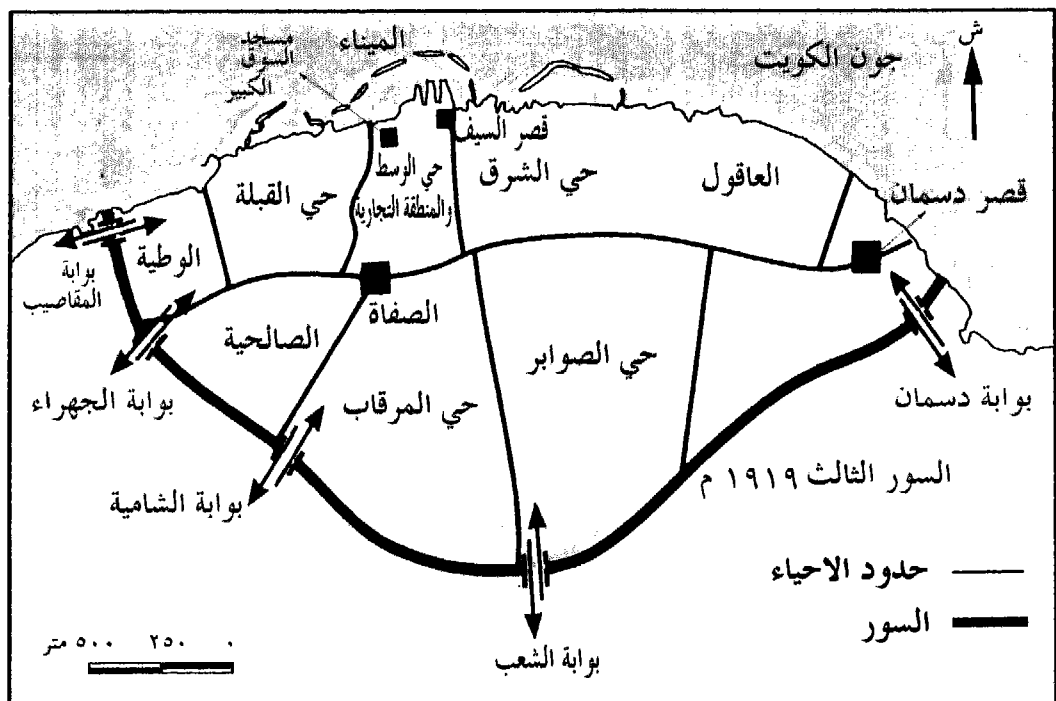 ش
جون الكويت
الميناء
مسجد
السوق
الكبير
قصر السيف
حي الشرق
العاقول
قصر دسمان
حي الوسط
والمنطقة التجارية
حي القبلة
الوطية
بوابة
المقاصيب
الصفاة
الصالحية
حي الصوابر
حي المرقاب
بوابة الجهراء
بوابة الشامية
بوابة دسمان
السور الثالث ١٩١٩ م
حدود الاحياء
السور
بوابة الشعب
٠ ٢٥٠ ٥٠٠ متر